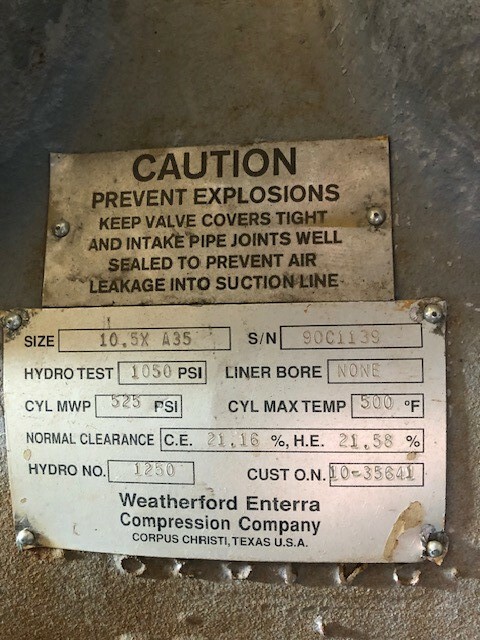 CAUTION
PREVENT EXPLOSIONS
KEEP VALVE COVERS TIGHT
AND INTAKE PIPE JOINTS WELL
SEALED TO PREVENT AIR
LEAKAGE INTO SUCTION LINE
SIZE 10.5X A35 S/N 90C1139
HYDRO TEST 1050 PSI LINER BORE NONE
CYL MWP 525 PSI CYL MAX TEMP 500 °F
NORMAL CLEARANCE C.E. 21.16 %, H.E. 21.58 %
HYDRO NO. 1250 CUST O.N. 10-35641
Weatherford Enterra
Compression Company
CORPUS CHRISTI, TEXAS U.S.A.